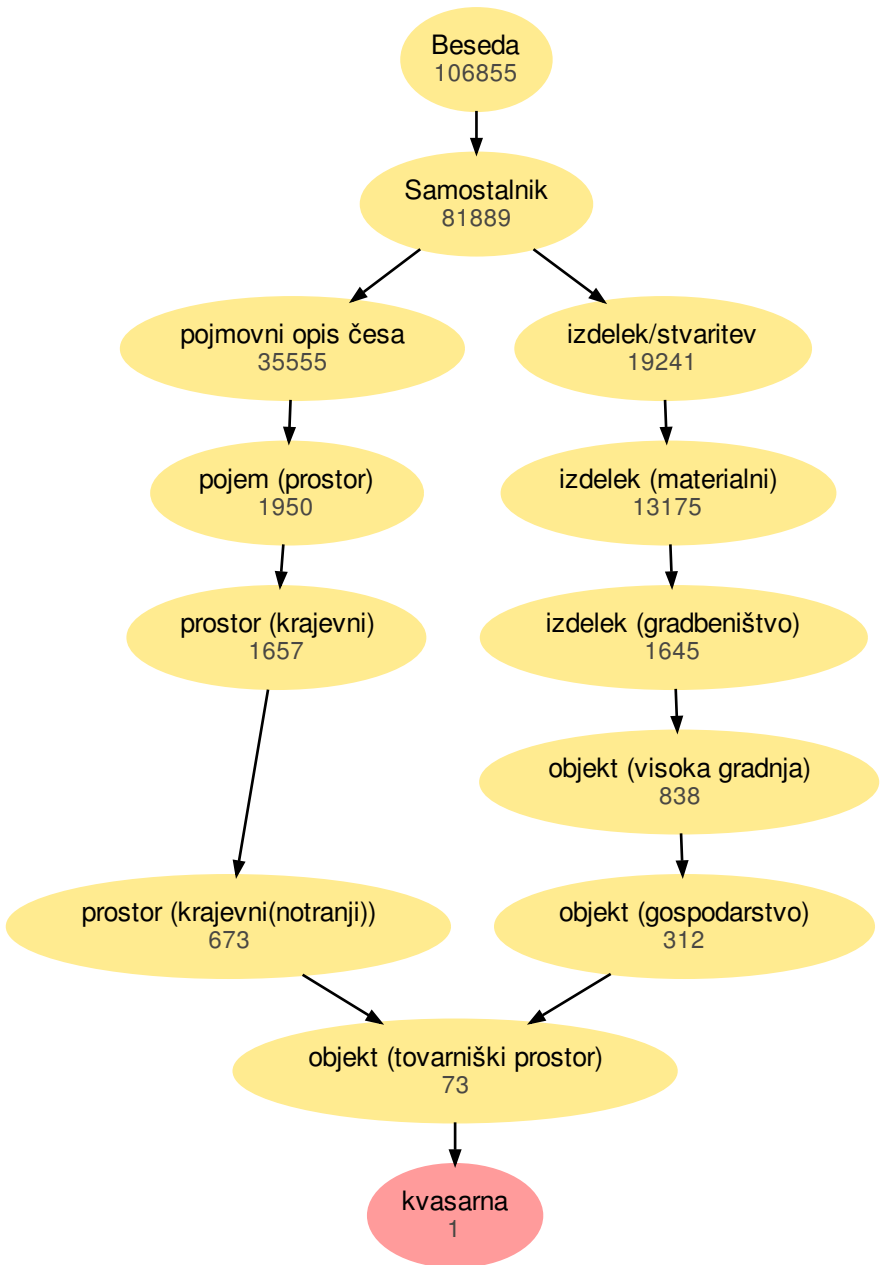 Beseda
106855
Samostalnik
81889
pojmovni opis česa
35555
izdelek/stvaritev
19241
pojem (prostor)
1950
izdelek (materialni)
13175
prostor (krajevni)
1657
izdelek (gradbeništvo)
1645
objekt (visoka gradnja)
838
prostor (krajevni(notranji))
673
objekt (gospodarstvo)
312
objekt (tovarniški prostor)
73
kvasarna
1